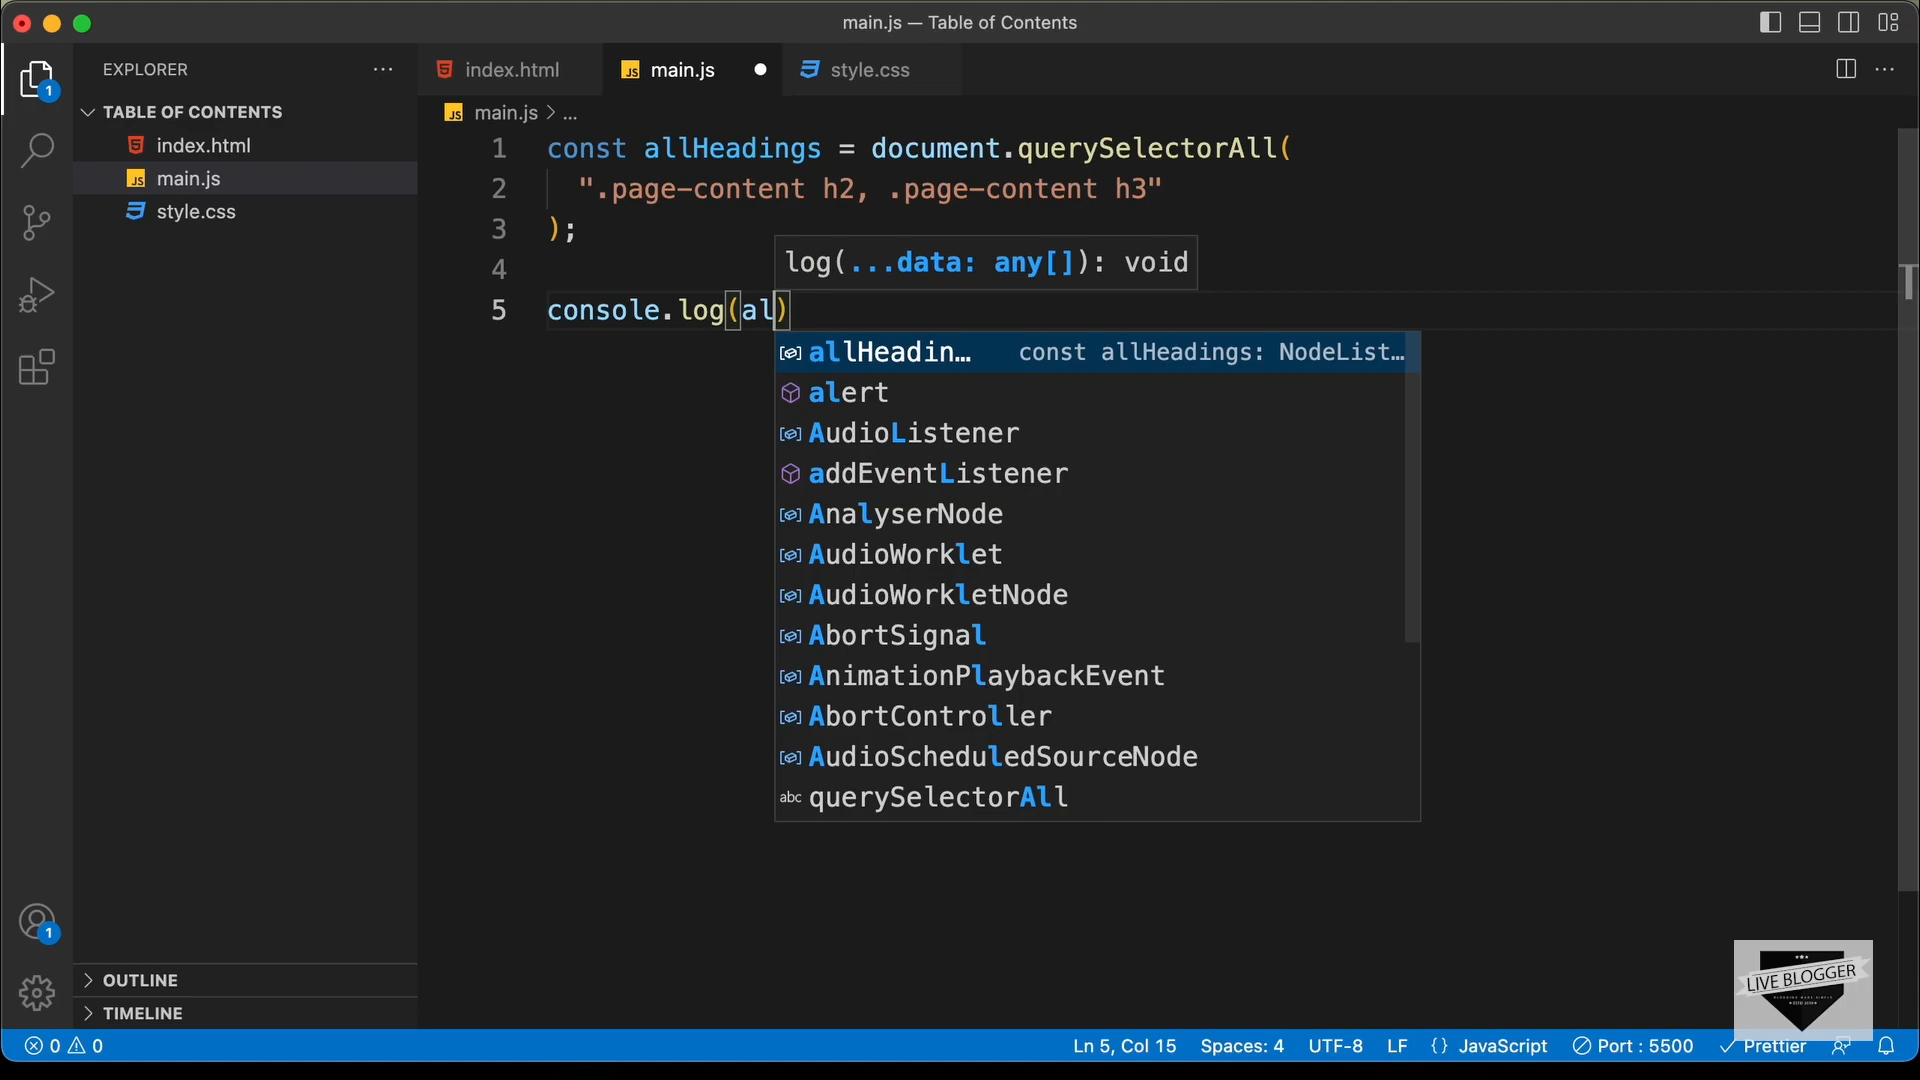 main.js — Table of Contents
EXPLORER
TABLE OF CONTENTS
index.html
main.js
style.css
OUTLINE
TIMELINE
index.html
main.js
style.css
main.js > ...
1 const allHeadings = document.querySelectorAll(
2 ".page-content h2, .page-content h3"
3 );
4
log(...data: any[]): void
5 console.log(al)
allHeadin… const allHeadings: NodeList…
alert
AudioListener
addEventListener
AnalyserNode
AudioWorklet
AudioWorkletNode
AbortSignal
AnimationPlaybackEvent
AbortController
AudioScheduledSourceNode
abc querySelectorAll
1
1
LIVE BLOGGER
0 0
Ln 5, Col 15 Spaces: 4 UTF-8 LF {} JavaScript Port : 5500 Prettier